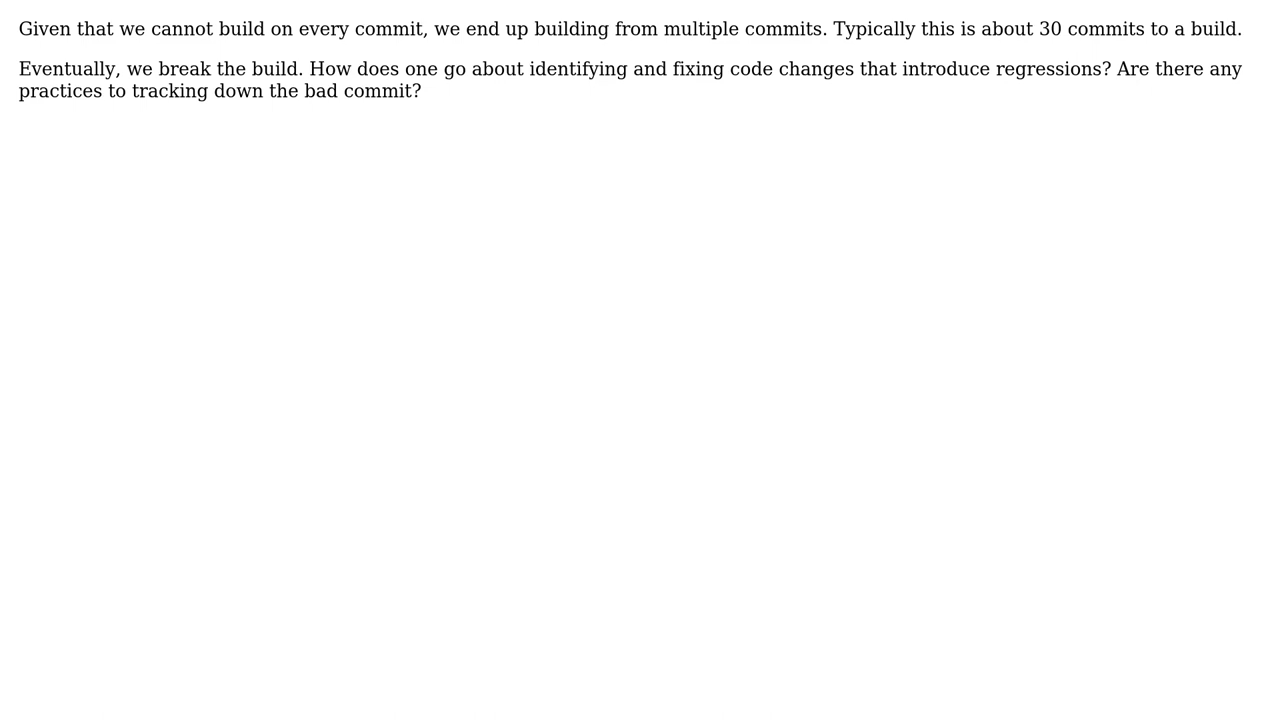 Given that we cannot build on every commit, we end up building from multiple commits. Typically this is about 30 commits to a build.
Eventually, we break the build. How does one go about identifying and fixing code changes that introduce regressions? Are there any
practices to tracking down the bad commit?